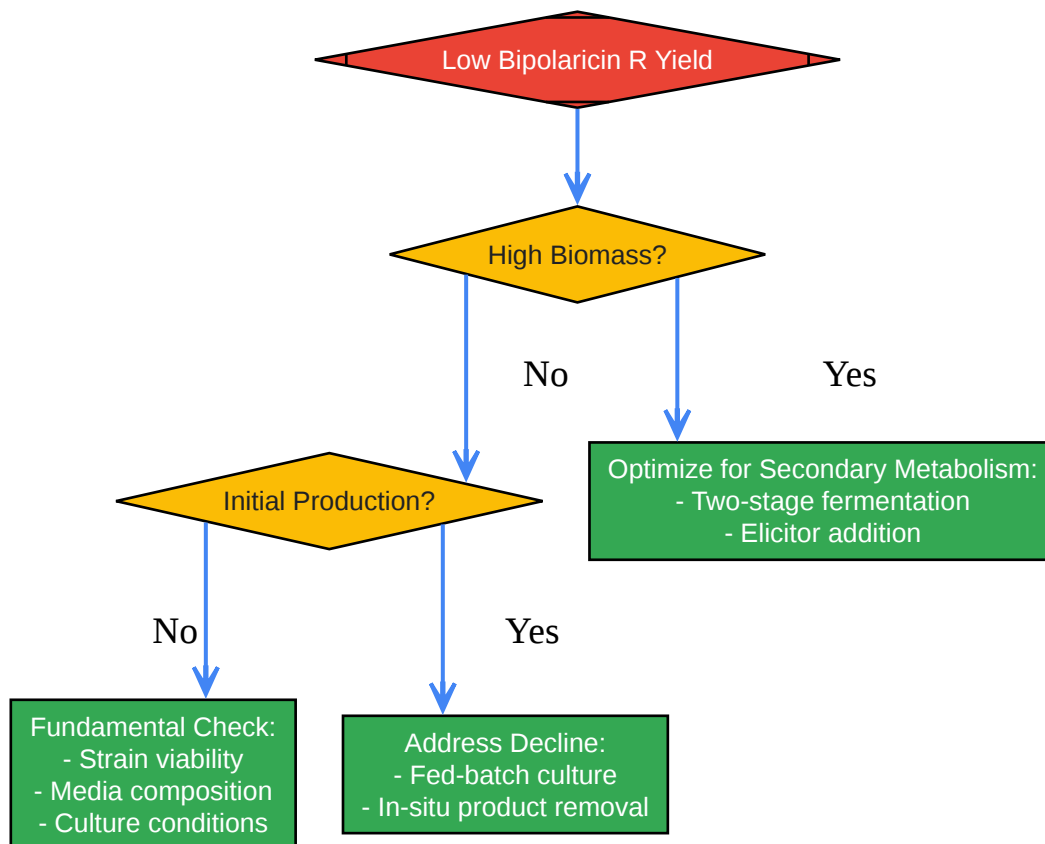 Low Bipolaricin R Yield
High Biomass?
No
Yes
Optimize for Secondary Metabolism:
- Two-stage fermentation
- Elicitor addition
Initial Production?
No
Yes
Fundamental Check:
- Strain viability
- Media composition
- Culture conditions
Address Decline:
- Fed-batch culture
- In-situ product removal